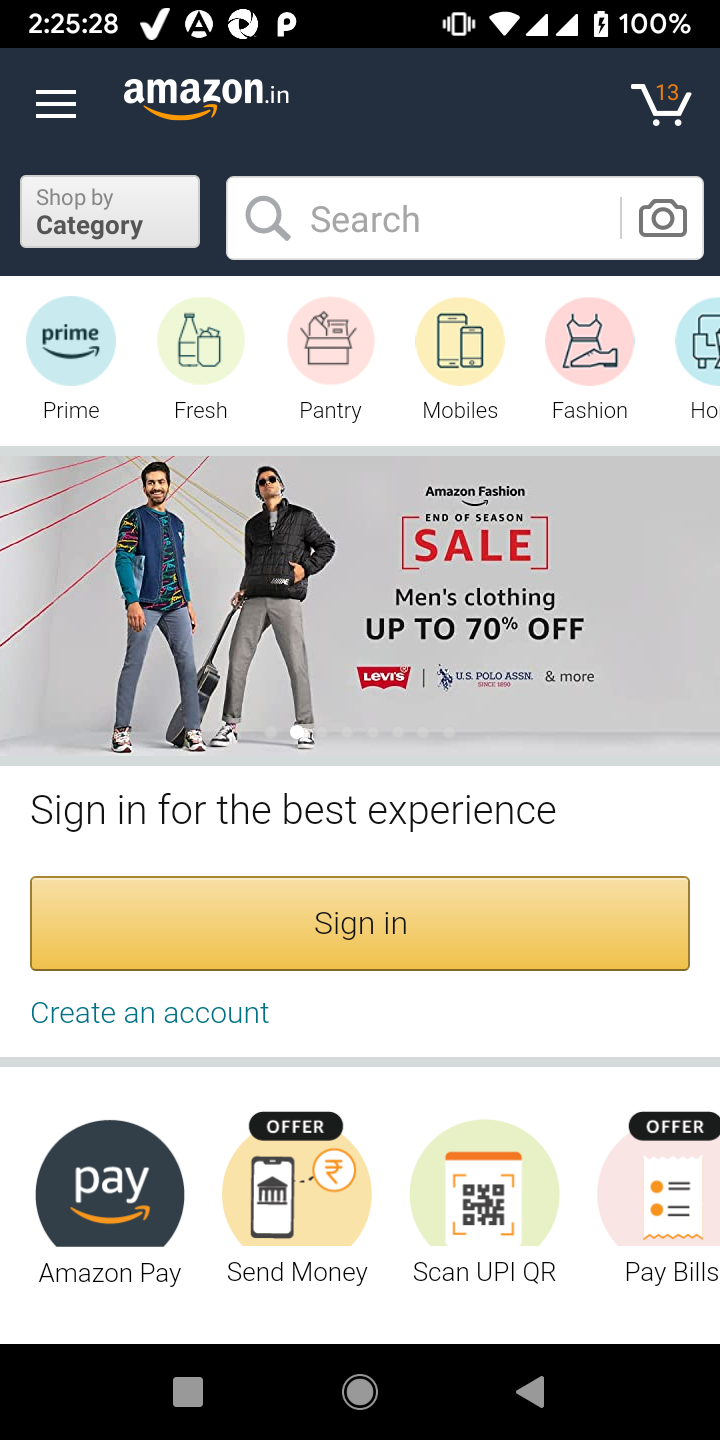 2:25:28 100%
amazon.in 13
Shop by
Category
Search
prime
Prime Fresh Pantry Mobiles Fashion Ho
Amazon Fashion
END OF SEASON
SALE
Men's clothing
UP TO 70% OFF
LEVI'S | U.S. POLO ASSN. & more
SINCE 1890
Sign in for the best experience
Sign in
Create an account
OFFER OFFER
pay ₹
Amazon Pay Send Money Scan UPI QR Pay Bills